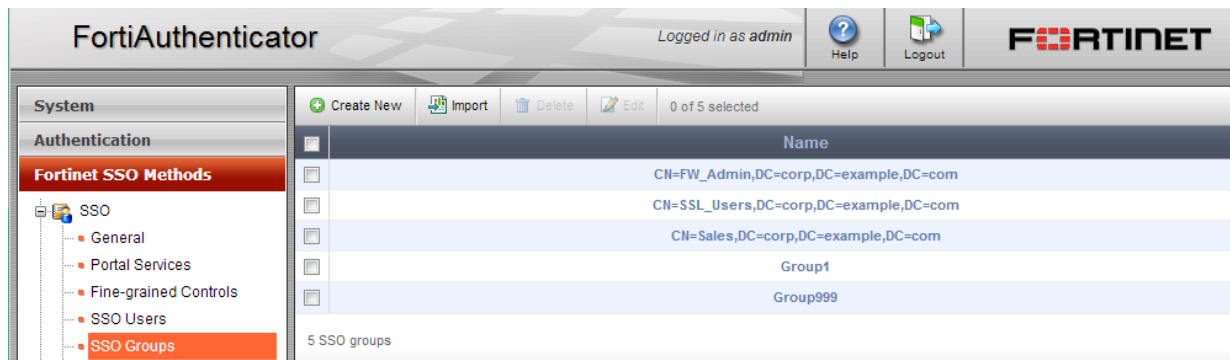 FortiAuthenticator
Logged in as admin
Help
Logout
FORTINET
System
Authentication
Fortinet SSO Methods
SSO
General
Portal Services
Fine-grained Controls
SSO Users
SSO Groups
Create New
Import
Delete
Edit
0 of 5 selected
Name
CN=FW_Admin,DC=corp,DC=example,DC=com
CN=SSL_Users,DC=corp,DC=example,DC=com
CN=Sales,DC=corp,DC=example,DC=com
Group1
Group999
5 SSO groups